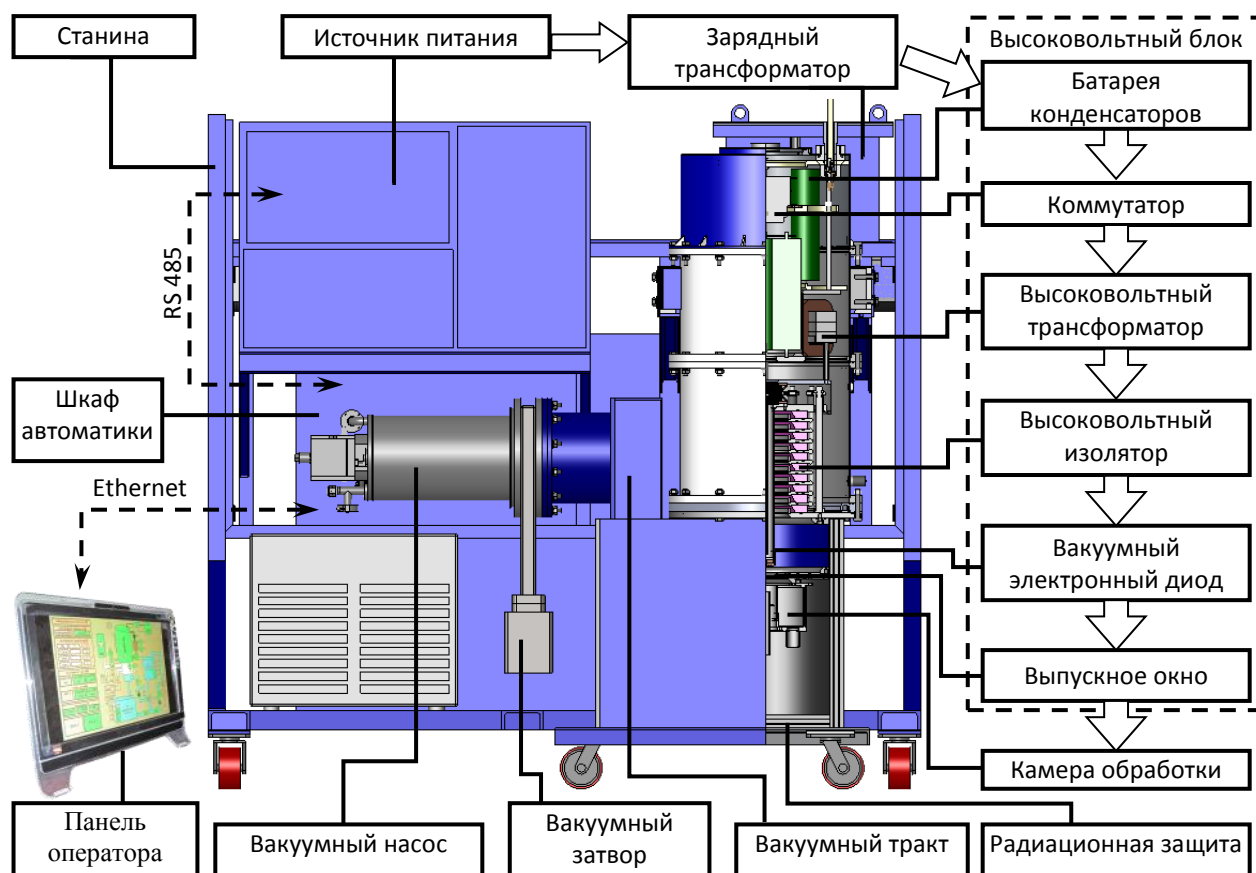 Станина
Источник питания
Зарядный
трансформатор
Высоковольтный блок
Батарея
конденсаторов
Коммутатор
RS 485
Высоковольтный
трансформатор
Шкаф
автоматики
Высоковольтный
изолятор
Ethernet
Вакуумный
электронный диод
Выпускное окно
Камера обработки
Панель
оператора
Вакуумный насос
Вакуумный
затвор
Вакуумный тракт
Радиационная защита